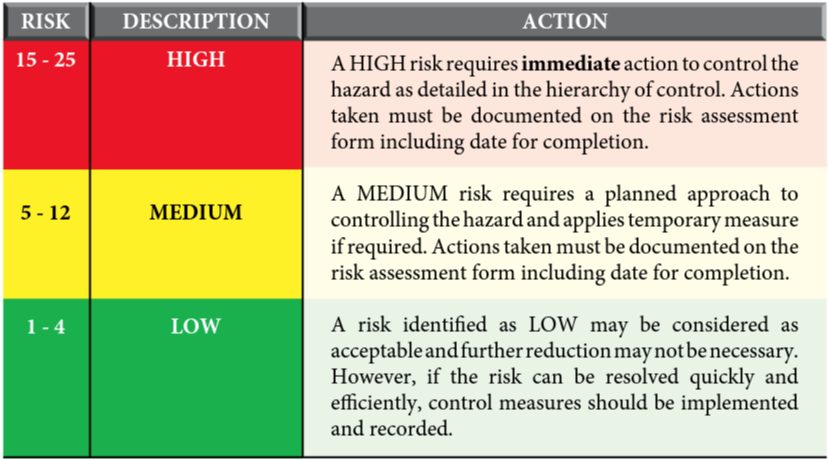 RISK DESCRIPTION ACTION
15 - 25 HIGH
A HIGH risk requires immediate action to control the
hazard as detailed in the hierarchy of control. Actions
taken must be documented on the risk assessment
form including date for completion.
5 - 12 MEDIUM
A MEDIUM risk requires a planned approach to
controlling the hazard and applies temporary measure
if required. Actions taken must be documented on the
risk assessment form including date for completion.
1 - 4 LOW
A risk identified as LOW may be considered as
acceptable and further reduction may not be necessary.
However, if the risk can be resolved quickly and
efficiently, control measures should be implemented
and recorded.